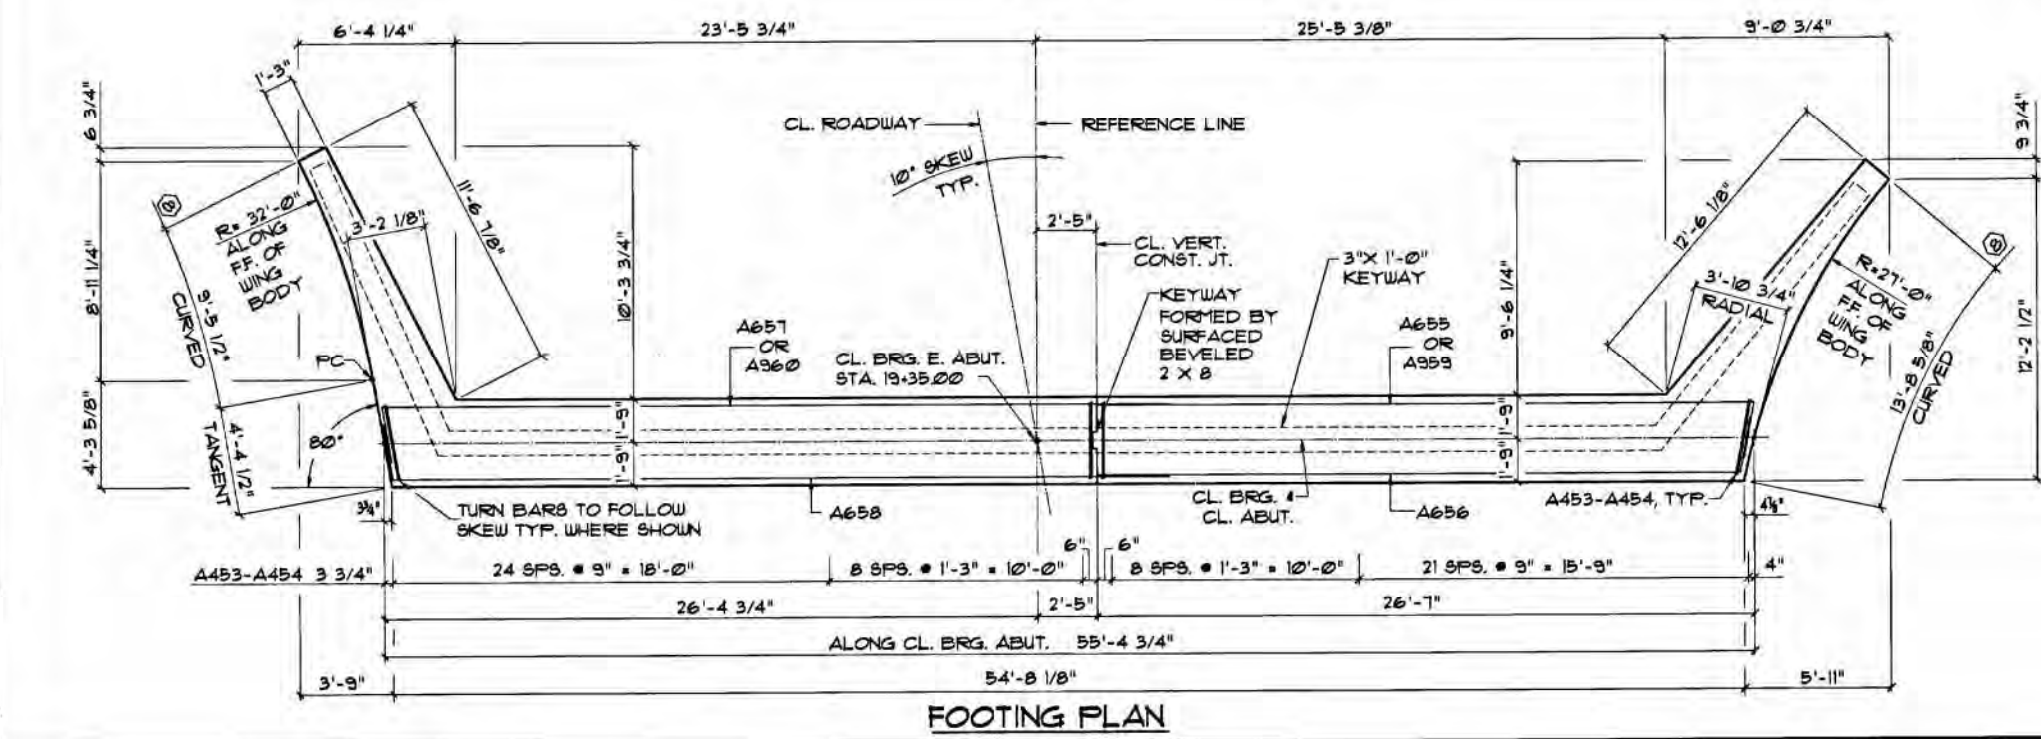 6'-4 1/4"
23'-5 3/4"
25'-5 3/8"
9'-0 3/4"
1'-3"
6 3/4"
9 3/4"
CL. ROADWAY
REFERENCE LINE
10° SKEW
TYP.
8
R= 32'-0"
ALONG
F.F. OF
WING
BODY
3'-2 1/8"
11'-6 7/8"
8'-11 1/4"
9'-5 1/2"
CURVED
10'-3 3/4"
2'-5"
CL. VERT.
CONST. JT.
3"X 1'-0"
KEYWAY
9'-6 1/4"
12'-6 1/8"
3'-10 3/4"
RADIAL
R=27'-0"
ALONG
F.F. OF
WING
BODY
8
13'-8 5/8"
CURVED
12'-2 1/2"
KEYWAY
FORMED BY
SURFACED
BEVELED
2 X 8
A657
OR
A960
CL. BRG. E. ABUT.
STA. 19+35.00
A655
OR
A959
PC
80°
4'-3 5/8"
4'-4 1/2"
TANGENT
1'-9"
1'-9"
1'-9"
1'-9"
3¾"
TURN BARS TO FOLLOW
SKEW TYP. WHERE SHOWN
A658
CL. BRG. &
CL. ABUT.
A656
A453-A454, TYP.
A453-A454 3 3/4"
24 SPS. @ 9" = 18'-0"
8 SPS. @ 1'-3" = 10'-0"
6"
6"
8 SPS. @ 1'-3" = 10'-0"
21 SPS. @ 9" = 15'-9"
4"
26'-4 3/4"
2'-5"
26'-7"
ALONG CL. BRG. ABUT. 55'-4 3/4"
3'-9"
54'-8 1/8"
5'-11"
FOOTING PLAN